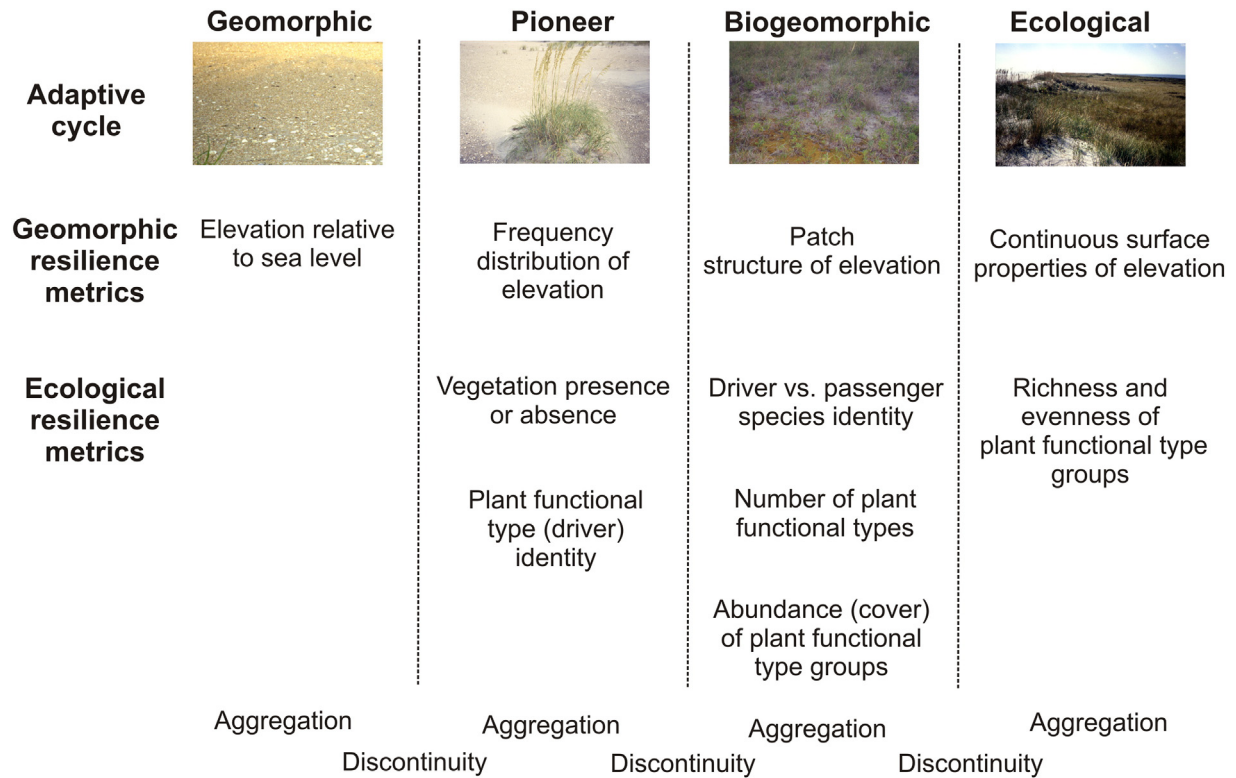 Geomorphic
Pioneer
Biogeomorphic
Ecological
Adaptive
cycle
Geomorphic
resilience
metrics
Elevation relative
to sea level
Frequency
distribution of
elevation
Patch
structure of elevation
Continuous surface
properties of elevation
Ecological
resilience
metrics
Vegetation presence
or absence
Plant functional
type (driver)
identity
Driver vs. passenger
species identity
Number of plant
functional types
Abundance (cover)
of plant functional
type groups
Richness and
evenness of
plant functional type
groups
Aggregation
Aggregation
Aggregation
Aggregation
Discontinuity
Discontinuity
Discontinuity